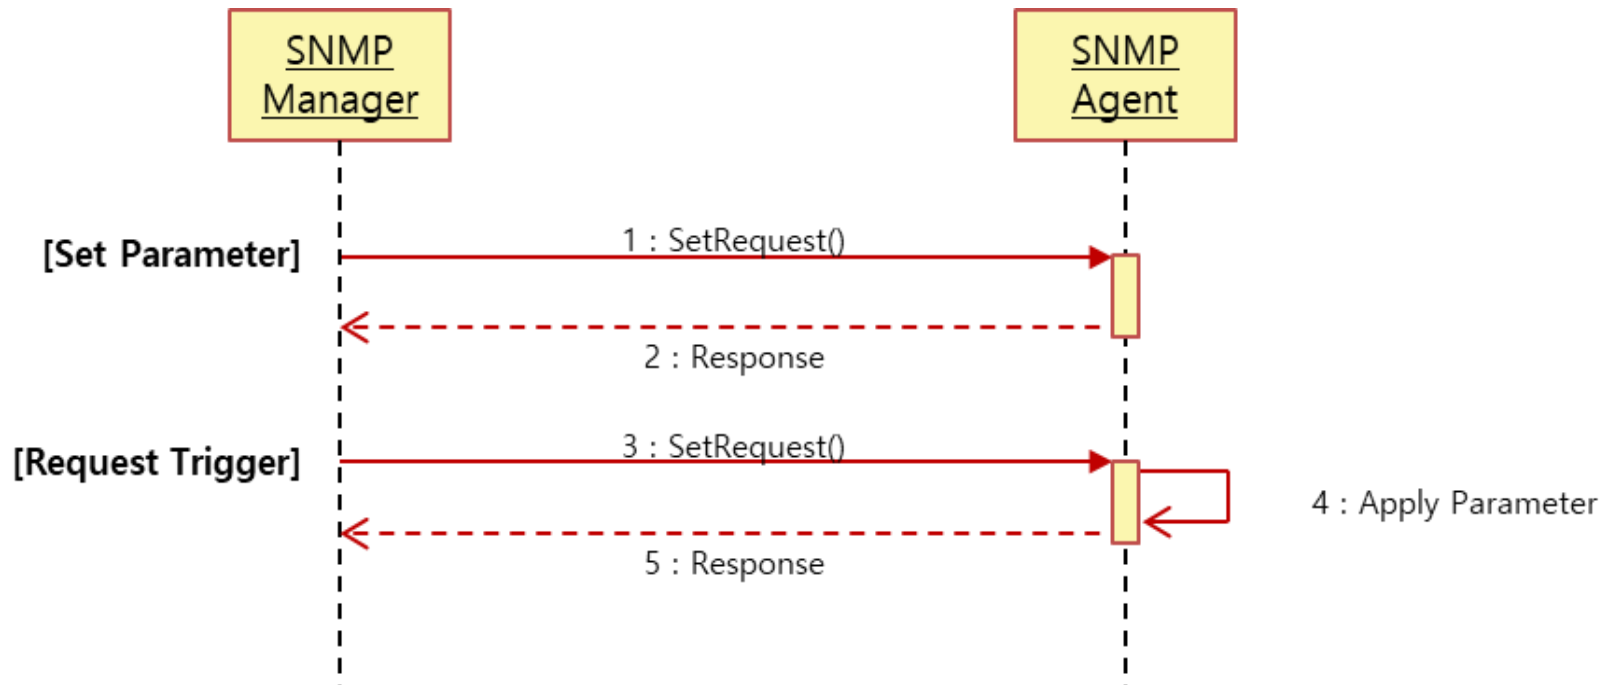 SNMP
Manager
SNMP
Agent
[Set Parameter]
1 : SetRequest()
2 : Response
[Request Trigger]
3 : SetRequest()
4 : Apply Parameter
5 : Response